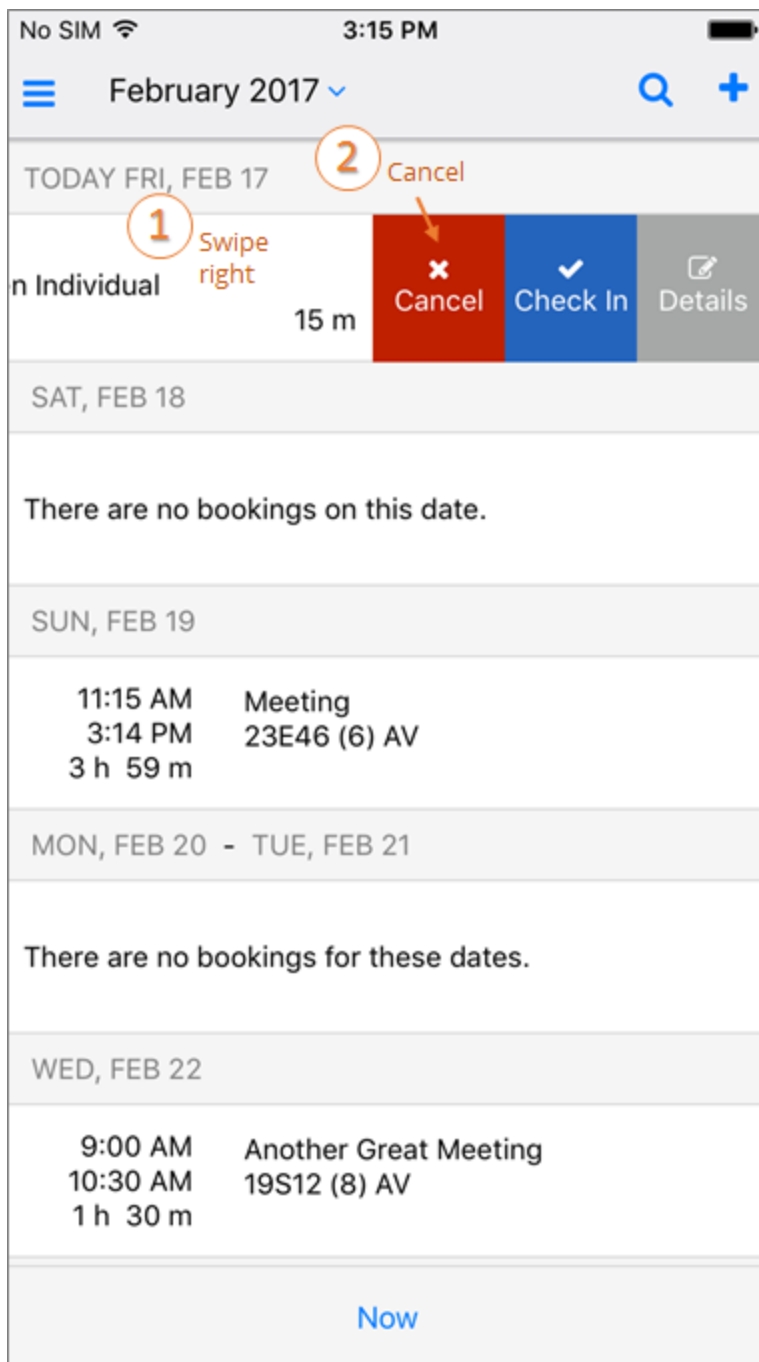 No SIM 3:15 PM
February 2017
TODAY FRI, FEB 17
2 Cancel
1 Swipe
right
n Individual
15 m
Cancel Check In Details
SAT, FEB 18
There are no bookings on this date.
SUN, FEB 19
11:15 AM Meeting
3:14 PM 23E46 (6) AV
3 h 59 m
MON, FEB 20 - TUE, FEB 21
There are no bookings for these dates.
WED, FEB 22
9:00 AM Another Great Meeting
10:30 AM 19S12 (8) AV
1 h 30 m
Now